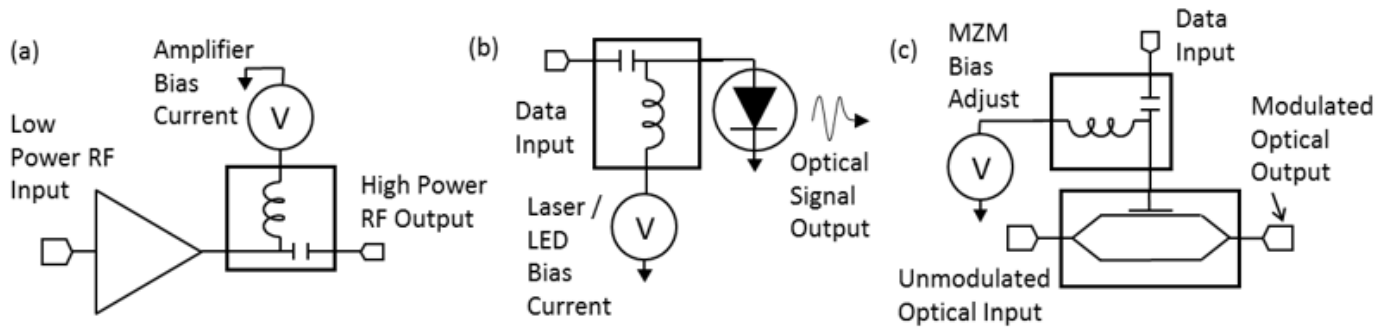 (a)
Amplifier
Bias
Current
V
Low
Power RF
Input
High Power
RF Output
(b)
Data
Input
Laser /
LED
Bias
Current
V
Optical
Signal
Output
(c)
MZM
Bias
Adjust
Data
Input
V
Modulated
Optical
Output
Unmodulated
Optical Input